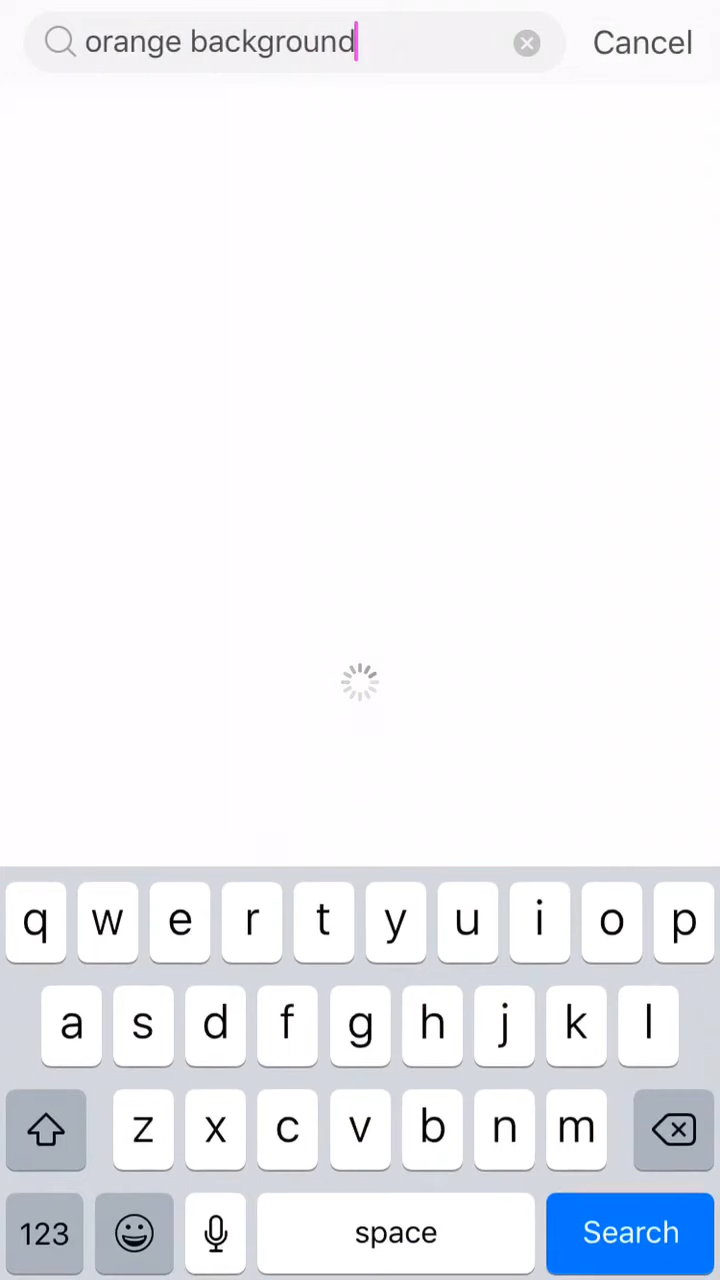 orange background
Cancel
q w e r t y u i o p
a s d f g h j k l
z x c v b n m
123 space Search